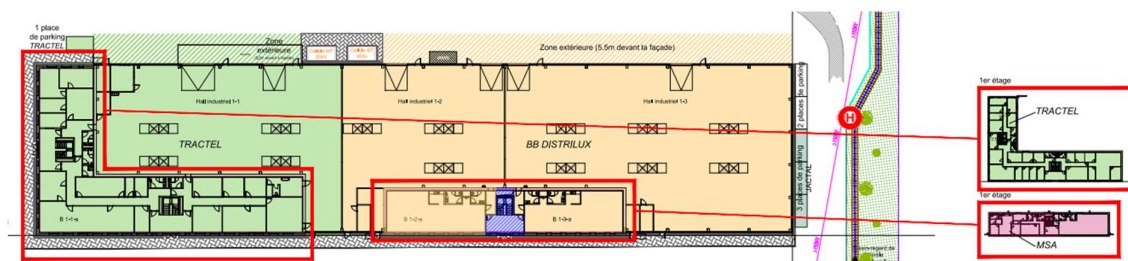 1 place
de parking
TRACTEL
Zone
extérieure
Zone extérieure (5.5m devant la façade)
Hall industriel 1-1
Hall industriel 1-2
Hall industriel 1-3
TRACTEL
BB DISTRILUX
B 1-1-a
B 1-2-a
2 places de parking
3 places de parking
JACTAL
H
1er étage
TRACTEL
1er étage
MSA